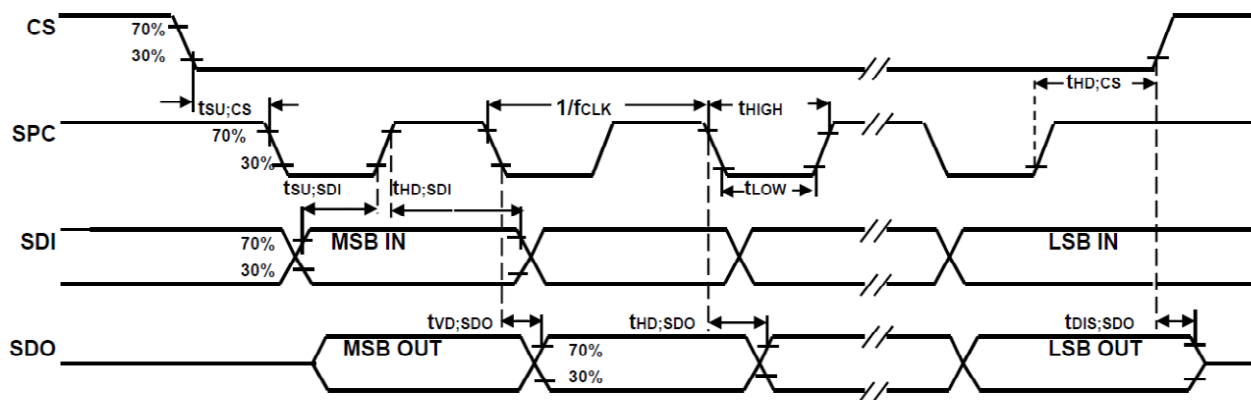 CS
70%
30%
tSU;CS
1/fCLK
tHIGH
tHD;CS
SPC
70%
30%
tSU;SDI
tHD;SDI
tLOW
SDI
70%
30%
MSB IN
LSB IN
tVD;SDO
tHD;SDO
tDIS;SDO
SDO
MSB OUT
70%
30%
LSB OUT